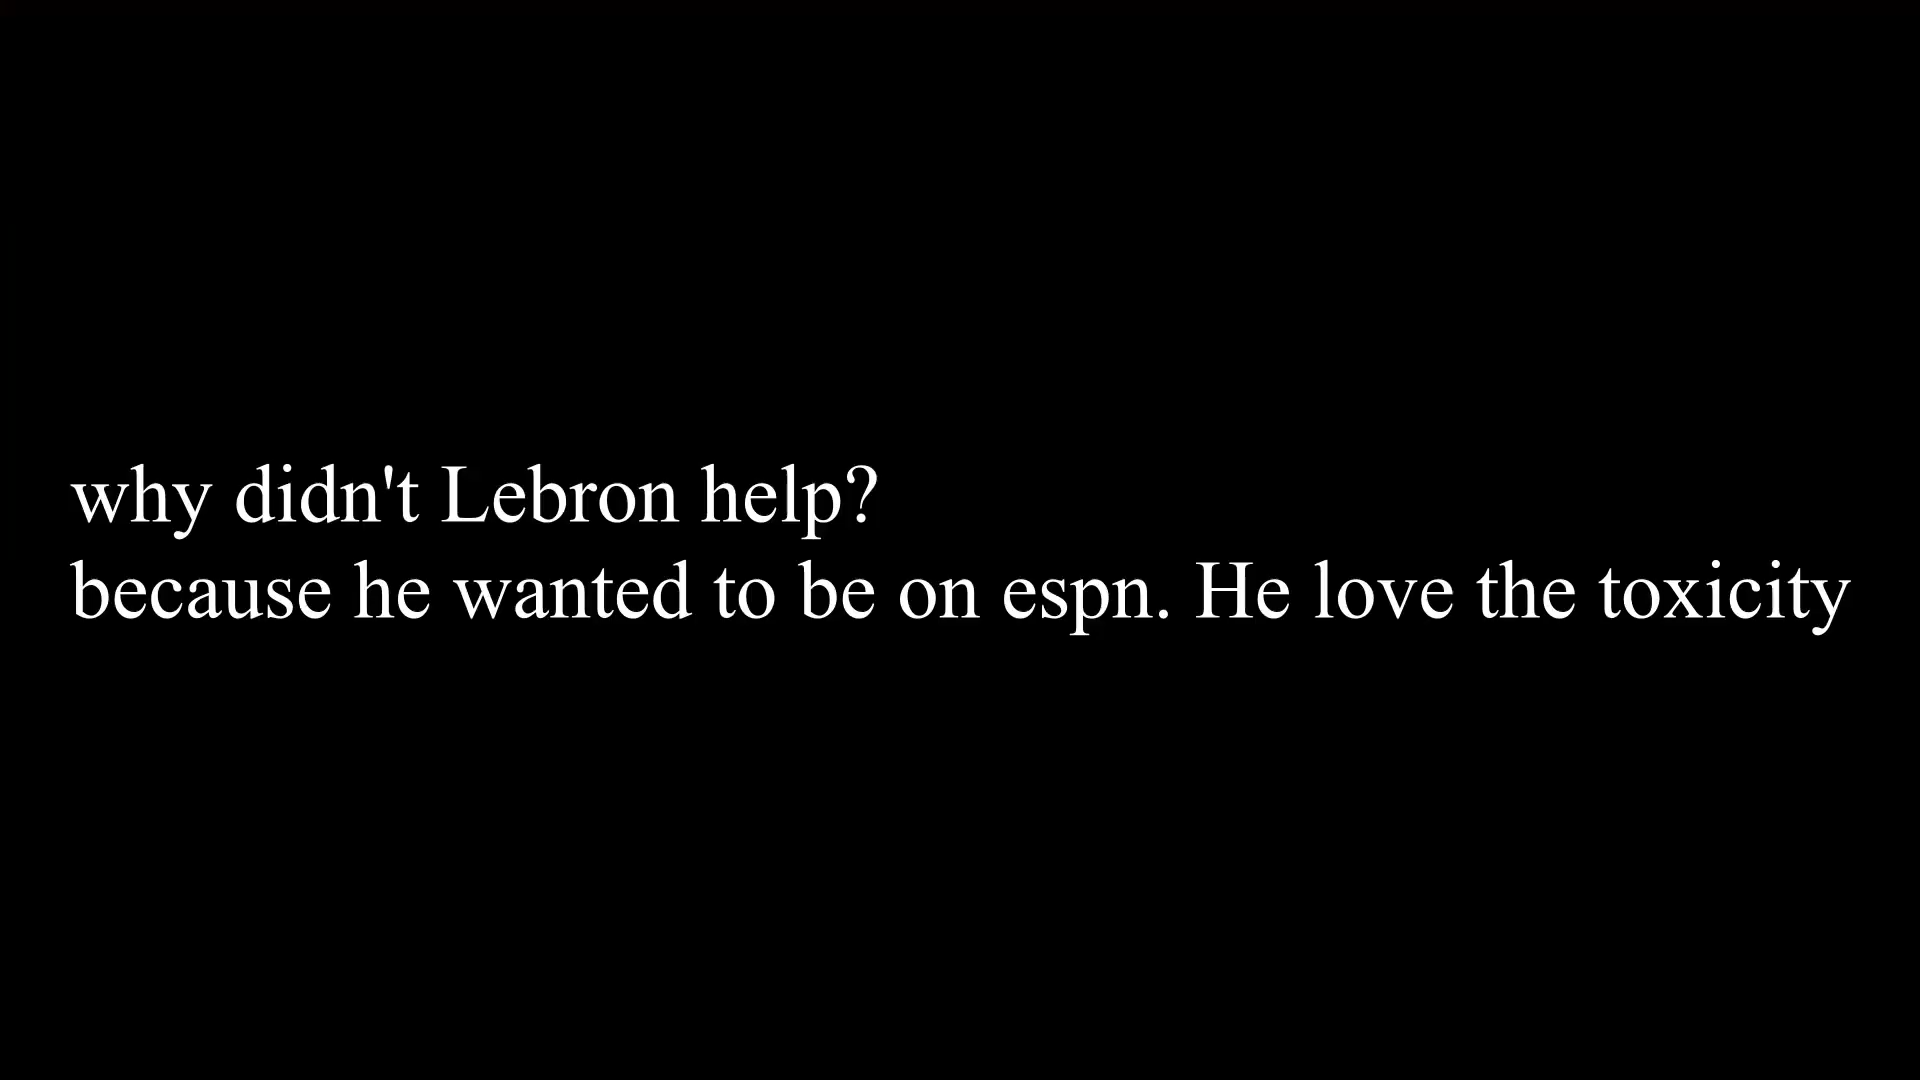 why didn't Lebron help?
because he wanted to be on espn. He love the toxicity